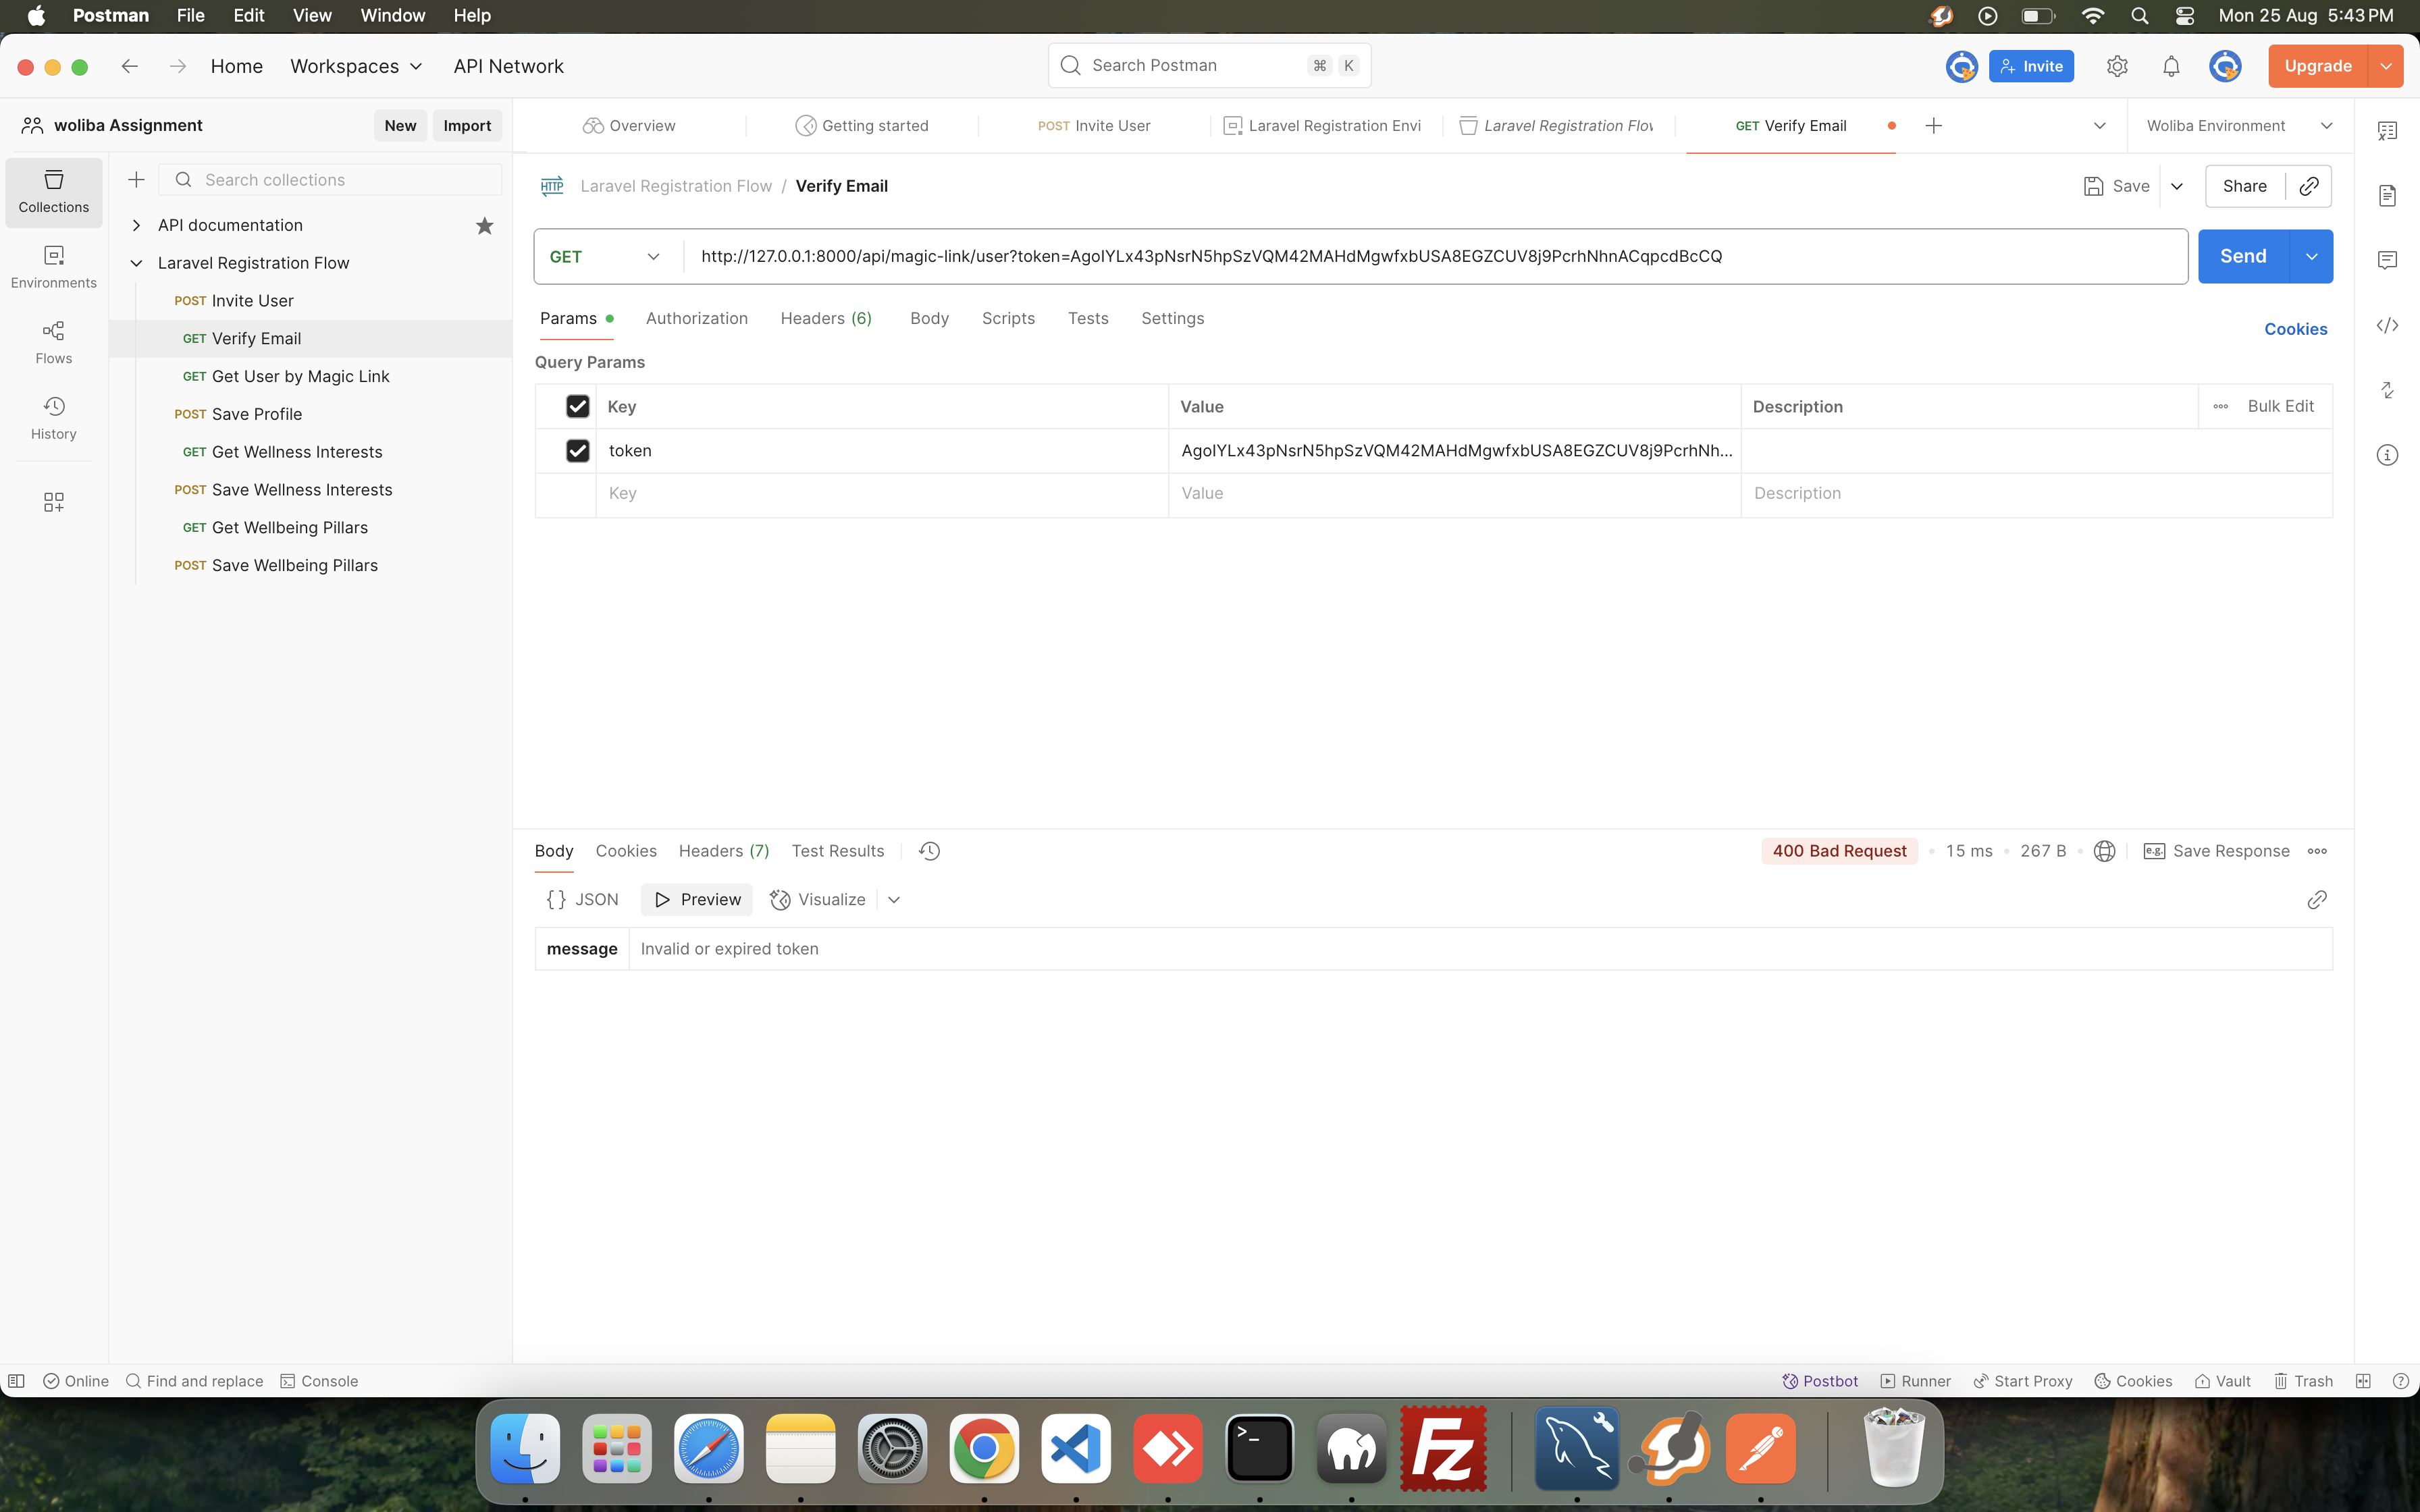 Postman File Edit View Window Help Mon 25 Aug 5:43 PM
Home Workspaces API Network Search Postman ⌘ K Invite Upgrade
woliba Assignment New Import
Overview Getting started POST Invite User Laravel Registration Envi Laravel Registration Flov GET Verify Email Woliba Environment
Collections
Environments
Flows
History
Search collections
API documentation
Laravel Registration Flow
POST Invite User
GET Verify Email
GET Get User by Magic Link
POST Save Profile
GET Get Wellness Interests
POST Save Wellness Interests
GET Get Wellbeing Pillars
POST Save Wellbeing Pillars
HTTP Laravel Registration Flow / Verify Email Save Share
GET http://127.0.0.1:8000/api/magic-link/user?token=AgoIYLx43pNsrN5hpSzVQM42MAHdMgwfxbUSA8EGZCUV8j9PcrhNhnACqpcdBcCQ Send
Params Authorization Headers (6) Body Scripts Tests Settings Cookies
Query Params
Key Value Description Bulk Edit
token AgoIYLx43pNsrN5hpSzVQM42MAHdMgwfxbUSA8EGZCUV8j9PcrhNh...
Key Value Description
Body Cookies Headers (7) Test Results 400 Bad Request 15 ms 267 B e.g. Save Response
{ } JSON Preview Visualize
message Invalid or expired token
Online Find and replace Console Postbot Runner Start Proxy Cookies Vault Trash
>_ Fz